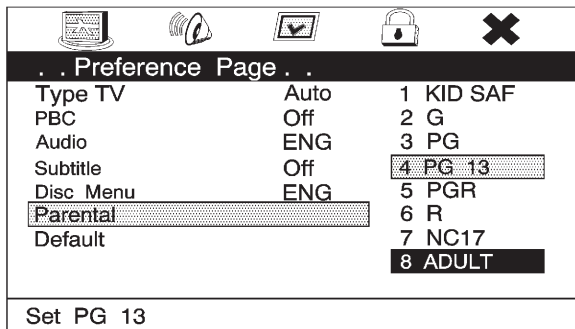 . . Preference Page . .
Type TV Auto
PBC Off
Audio ENG
Subtitle Off
Disc Menu ENG
Parental
Default
1 KID SAF
2 G
3 PG
4 PG 13
5 PGR
6 R
7 NC17
8 ADULT
Set PG 13